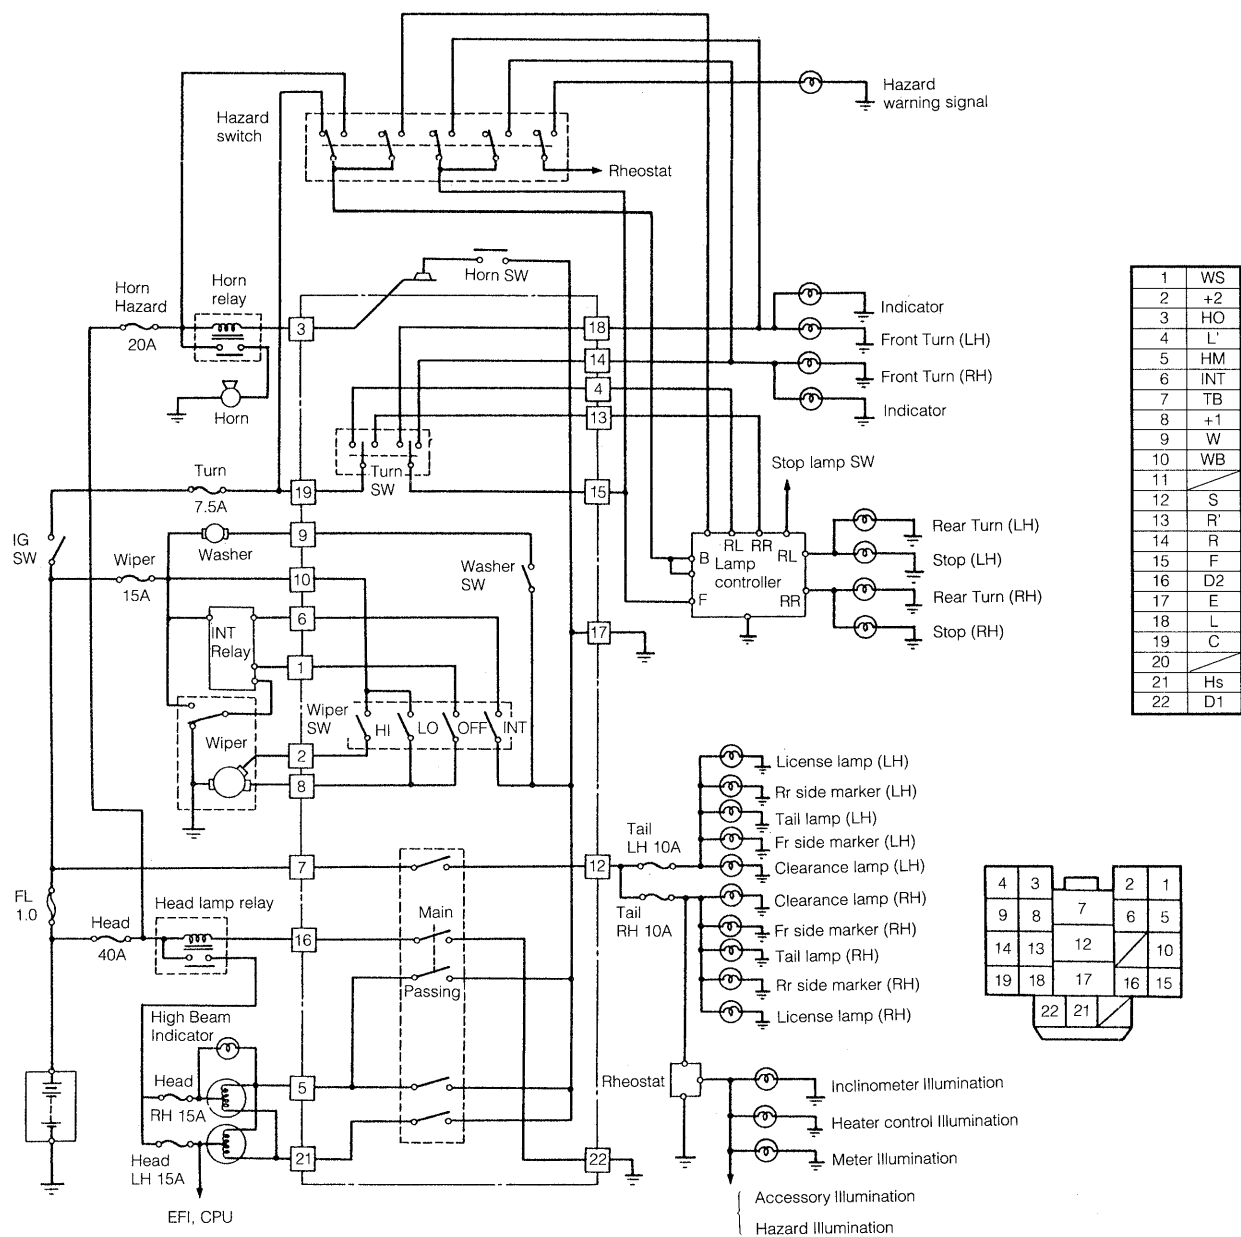 Hazard
warning signal
Hazard
switch
Rheostat
Horn SW
Horn
Hazard
20A
Horn
relay
Horn
3
18
14
4
13
Indicator
Front Turn (LH)
Front Turn (RH)
Indicator
Turn
7.5A
19
Turn
SW
15
Stop lamp SW
IG
SW
Washer
9
Wiper
15A
10
Washer
SW
RL RR RL
B
Lamp
controller
F
RR
Rear Turn (LH)
Stop (LH)
Rear Turn (RH)
Stop (RH)
INT
Relay
6
17
1
Wiper
SW
HI
LO
OFF
INT
Wiper
2
8
License lamp (LH)
Rr side marker (LH)
Tail lamp (LH)
Fr side marker (LH)
Clearance lamp (LH)
Tail
LH 10A
7
12
Tail
RH 10A
Clearance lamp (RH)
Fr side marker (RH)
Tail lamp (RH)
Rr side marker (RH)
License lamp (RH)
FL
1.0
Head
40A
Head lamp relay
16
Main
Passing
High Beam
Indicator
Head
RH 15A
5
Head
LH 15A
21
22
EFI, CPU
Rheostat
Inclinometer Illumination
Heater control Illumination
Meter Illumination
Accessory Illumination
Hazard Illumination
1 WS
2 +2
3 HO
4 L'
5 HM
6 INT
7 TB
8 +1
9 W
10 WB
11
12 S
13 R'
14 R
15 F
16 D2
17 E
18 L
19 C
20
21 Hs
22 D1
4 3 2 1
7
9 8 6 5
14 13 12 10
19 18 17 16 15
22 21